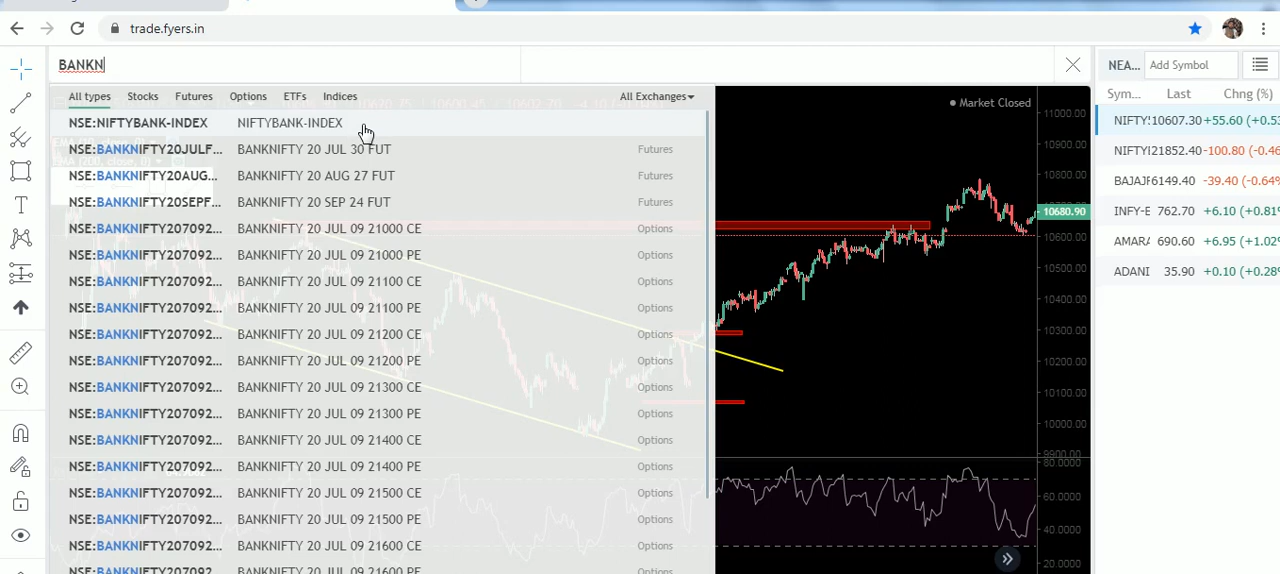 trade.fyers.in
BANKN
NEA...
Add Symbol
All types Stocks Futures Options ETFs Indices All Exchanges
Sym... Last Chng (%)
Market Closed
NSE:NIFTYBANK-INDEX NIFTYBANK-INDEX
NSE:BANKNIFTY20JULF... BANKNIFTY 20 JUL 30 FUT Futures
NSE:BANKNIFTY20AUG... BANKNIFTY 20 AUG 27 FUT Futures
NSE:BANKNIFTY20SEPF... BANKNIFTY 20 SEP 24 FUT Futures
NSE:BANKNIFTY207092... BANKNIFTY 20 JUL 09 21000 CE Options
NSE:BANKNIFTY207092... BANKNIFTY 20 JUL 09 21000 PE Options
NSE:BANKNIFTY207092... BANKNIFTY 20 JUL 09 21100 CE Options
NSE:BANKNIFTY207092... BANKNIFTY 20 JUL 09 21100 PE Options
NSE:BANKNIFTY207092... BANKNIFTY 20 JUL 09 21200 CE Options
NSE:BANKNIFTY207092... BANKNIFTY 20 JUL 09 21200 PE Options
NSE:BANKNIFTY207092... BANKNIFTY 20 JUL 09 21300 CE Options
NSE:BANKNIFTY207092... BANKNIFTY 20 JUL 09 21300 PE Options
NSE:BANKNIFTY207092... BANKNIFTY 20 JUL 09 21400 CE Options
NSE:BANKNIFTY207092... BANKNIFTY 20 JUL 09 21400 PE Options
NSE:BANKNIFTY207092... BANKNIFTY 20 JUL 09 21500 CE Options
NSE:BANKNIFTY207092... BANKNIFTY 20 JUL 09 21500 PE Options
NSE:BANKNIFTY207092... BANKNIFTY 20 JUL 09 21600 CE Options
NSE:BANKNIFTY207092... BANKNIFTY 20 JUL 09 21600 PE Options
11000.00
10900.00
10800.00
10680.90
10600.00
10500.00
10400.00
10300.00
10200.00
10100.00
10000.00
9900.00
80.0000
60.0000
40.0000
20.0000
NIFTY! 10607.30 +55.60 (+0.53
NIFTYI 21852.40 -100.80 (-0.46
BAJAJF 6149.40 -39.40 (-0.64%)
INFY-E 762.70 +6.10 (+0.81%
AMARA 690.60 +6.95 (+1.02%
ADANI 35.90 +0.10 (+0.28%